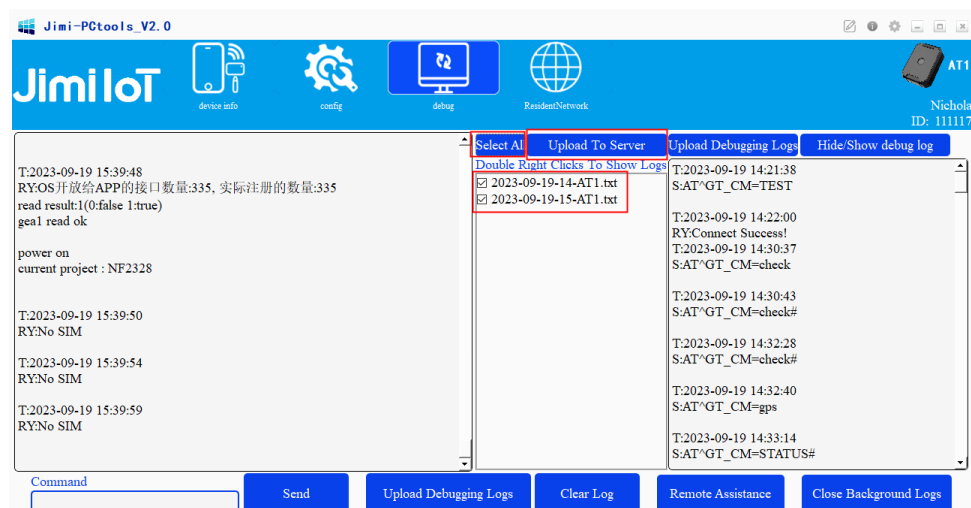 Jimi-PCtools_V2.0
Jimi IoT
device info
config
debug
ResidentNetwork
AT1
Nichola
ID: 111117
T:2023-09-19 15:39:48
RY:OS开放给APP的接口数量:335, 实际注册的数量:335
read result:1(0:false 1:true)
gea1 read ok
power on
current project : NF2328
T:2023-09-19 15:39:50
RY:No SIM
T:2023-09-19 15:39:54
RY:No SIM
T:2023-09-19 15:39:59
RY:No SIM
Select All
Upload To Server
Upload Debugging Logs
Hide/Show debug log
Double Right Clicks To Show Logs
2023-09-19-14-AT1.txt
2023-09-19-15-AT1.txt
T:2023-09-19 14:21:38
S:AT^GT_CM=TEST
T:2023-09-19 14:22:00
RY:Connect Success!
T:2023-09-19 14:30:37
S:AT^GT_CM=check
T:2023-09-19 14:30:43
S:AT^GT_CM=check#
T:2023-09-19 14:32:28
S:AT^GT_CM=check#
T:2023-09-19 14:32:40
S:AT^GT_CM=gps
T:2023-09-19 14:33:14
S:AT^GT_CM=STATUS#
Command
Send
Upload Debugging Logs
Clear Log
Remote Assistance
Close Background Logs